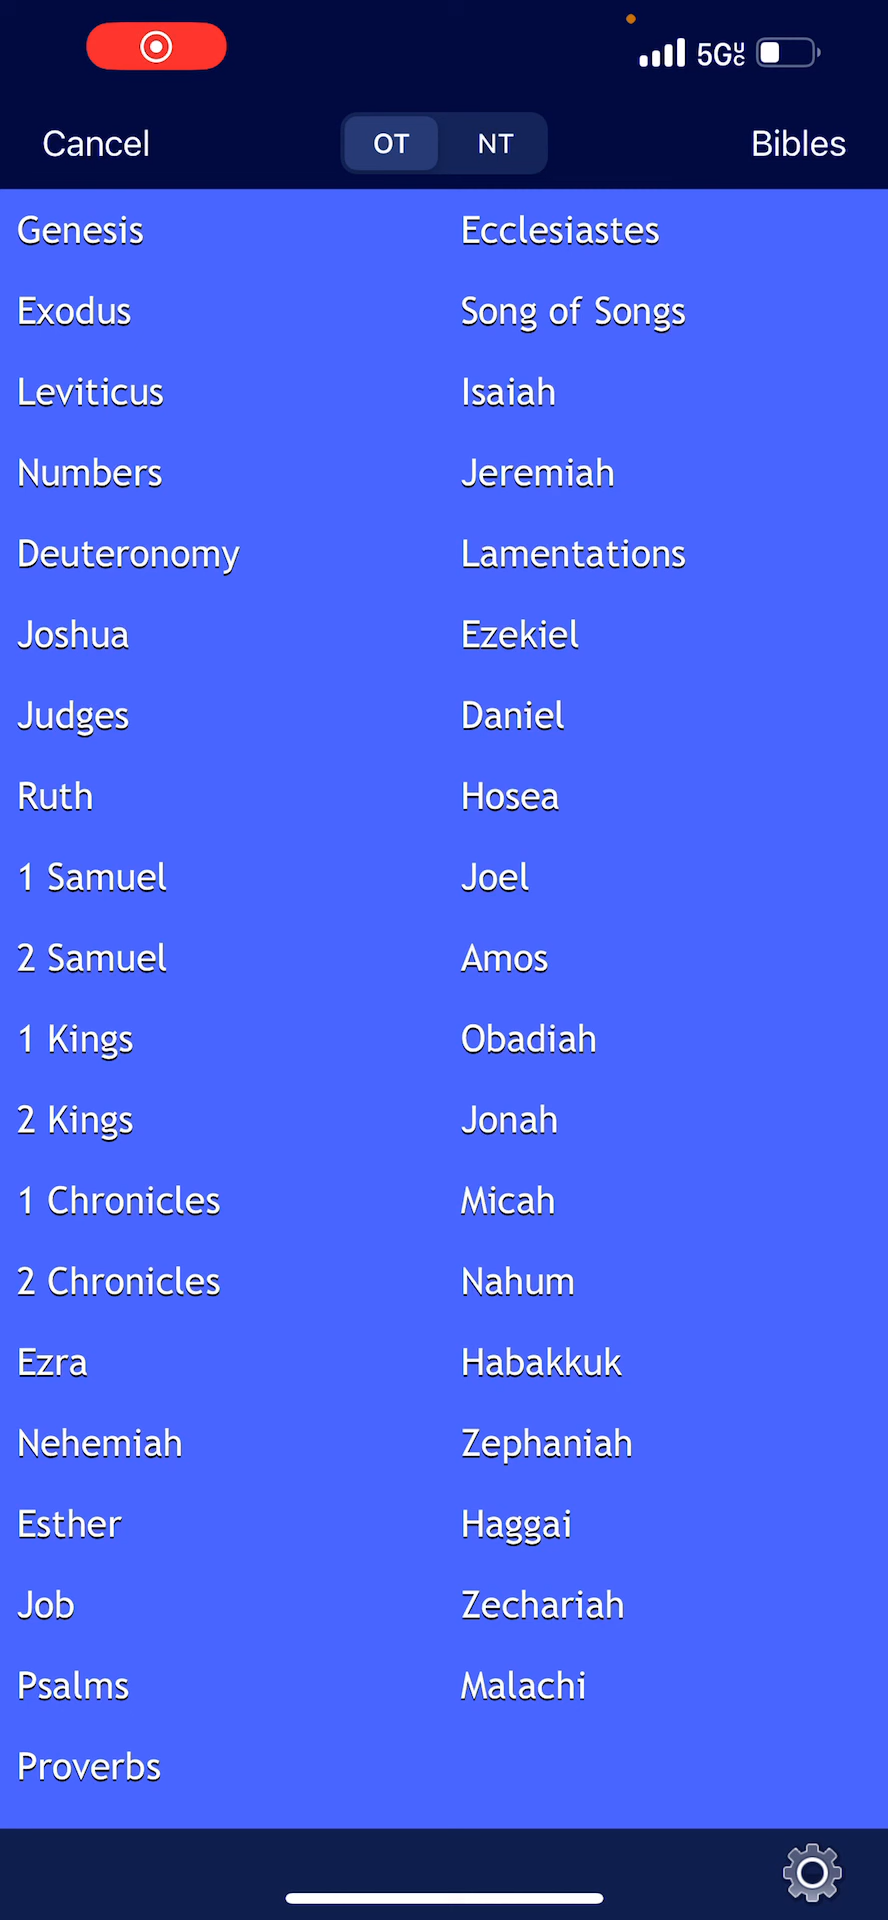 5G
Cancel
OT
NT
Bibles
Genesis
Exodus
Leviticus
Numbers
Deuteronomy
Joshua
Judges
Ruth
1 Samuel
2 Samuel
1 Kings
2 Kings
1 Chronicles
2 Chronicles
Ezra
Nehemiah
Esther
Job
Psalms
Proverbs
Ecclesiastes
Song of Songs
Isaiah
Jeremiah
Lamentations
Ezekiel
Daniel
Hosea
Joel
Amos
Obadiah
Jonah
Micah
Nahum
Habakkuk
Zephaniah
Haggai
Zechariah
Malachi